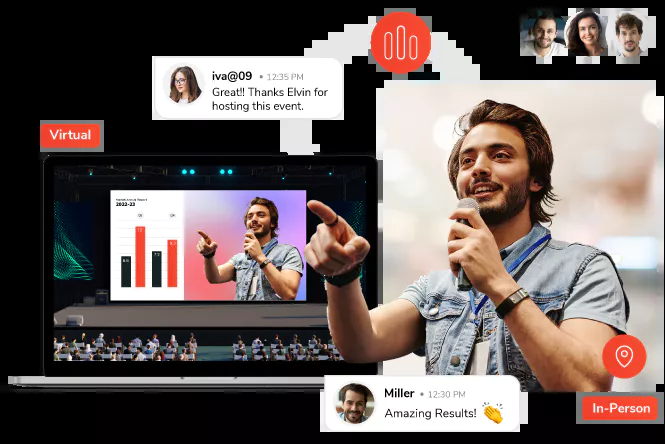 iva@09 • 12:35 PM
Great!! Thanks Elvin for
hosting this event.
Virtual
2022-23
Miller • 12:30 PM
Amazing Results! 👏
In-Person